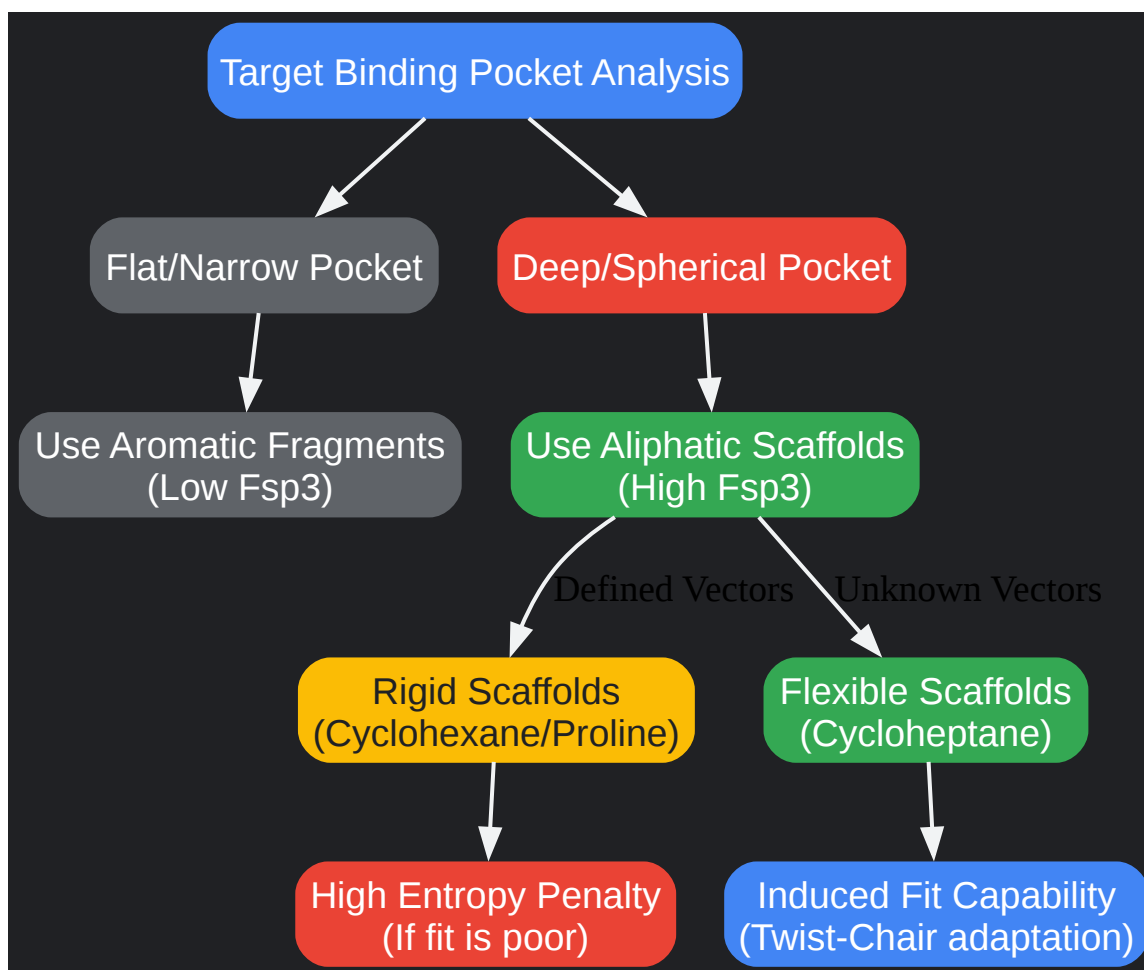 Target Binding Pocket Analysis
Flat/Narrow Pocket
Deep/Spherical Pocket
Use Aromatic Fragments
(Low Fsp3)
Use Aliphatic Scaffolds
(High Fsp3)
Defined Vectors
Unknown Vectors
Rigid Scaffolds
(Cyclohexane/Proline)
Flexible Scaffolds
(Cycloheptane)
High Entropy Penalty
(If fit is poor)
Induced Fit Capability
(Twist-Chair adaptation)